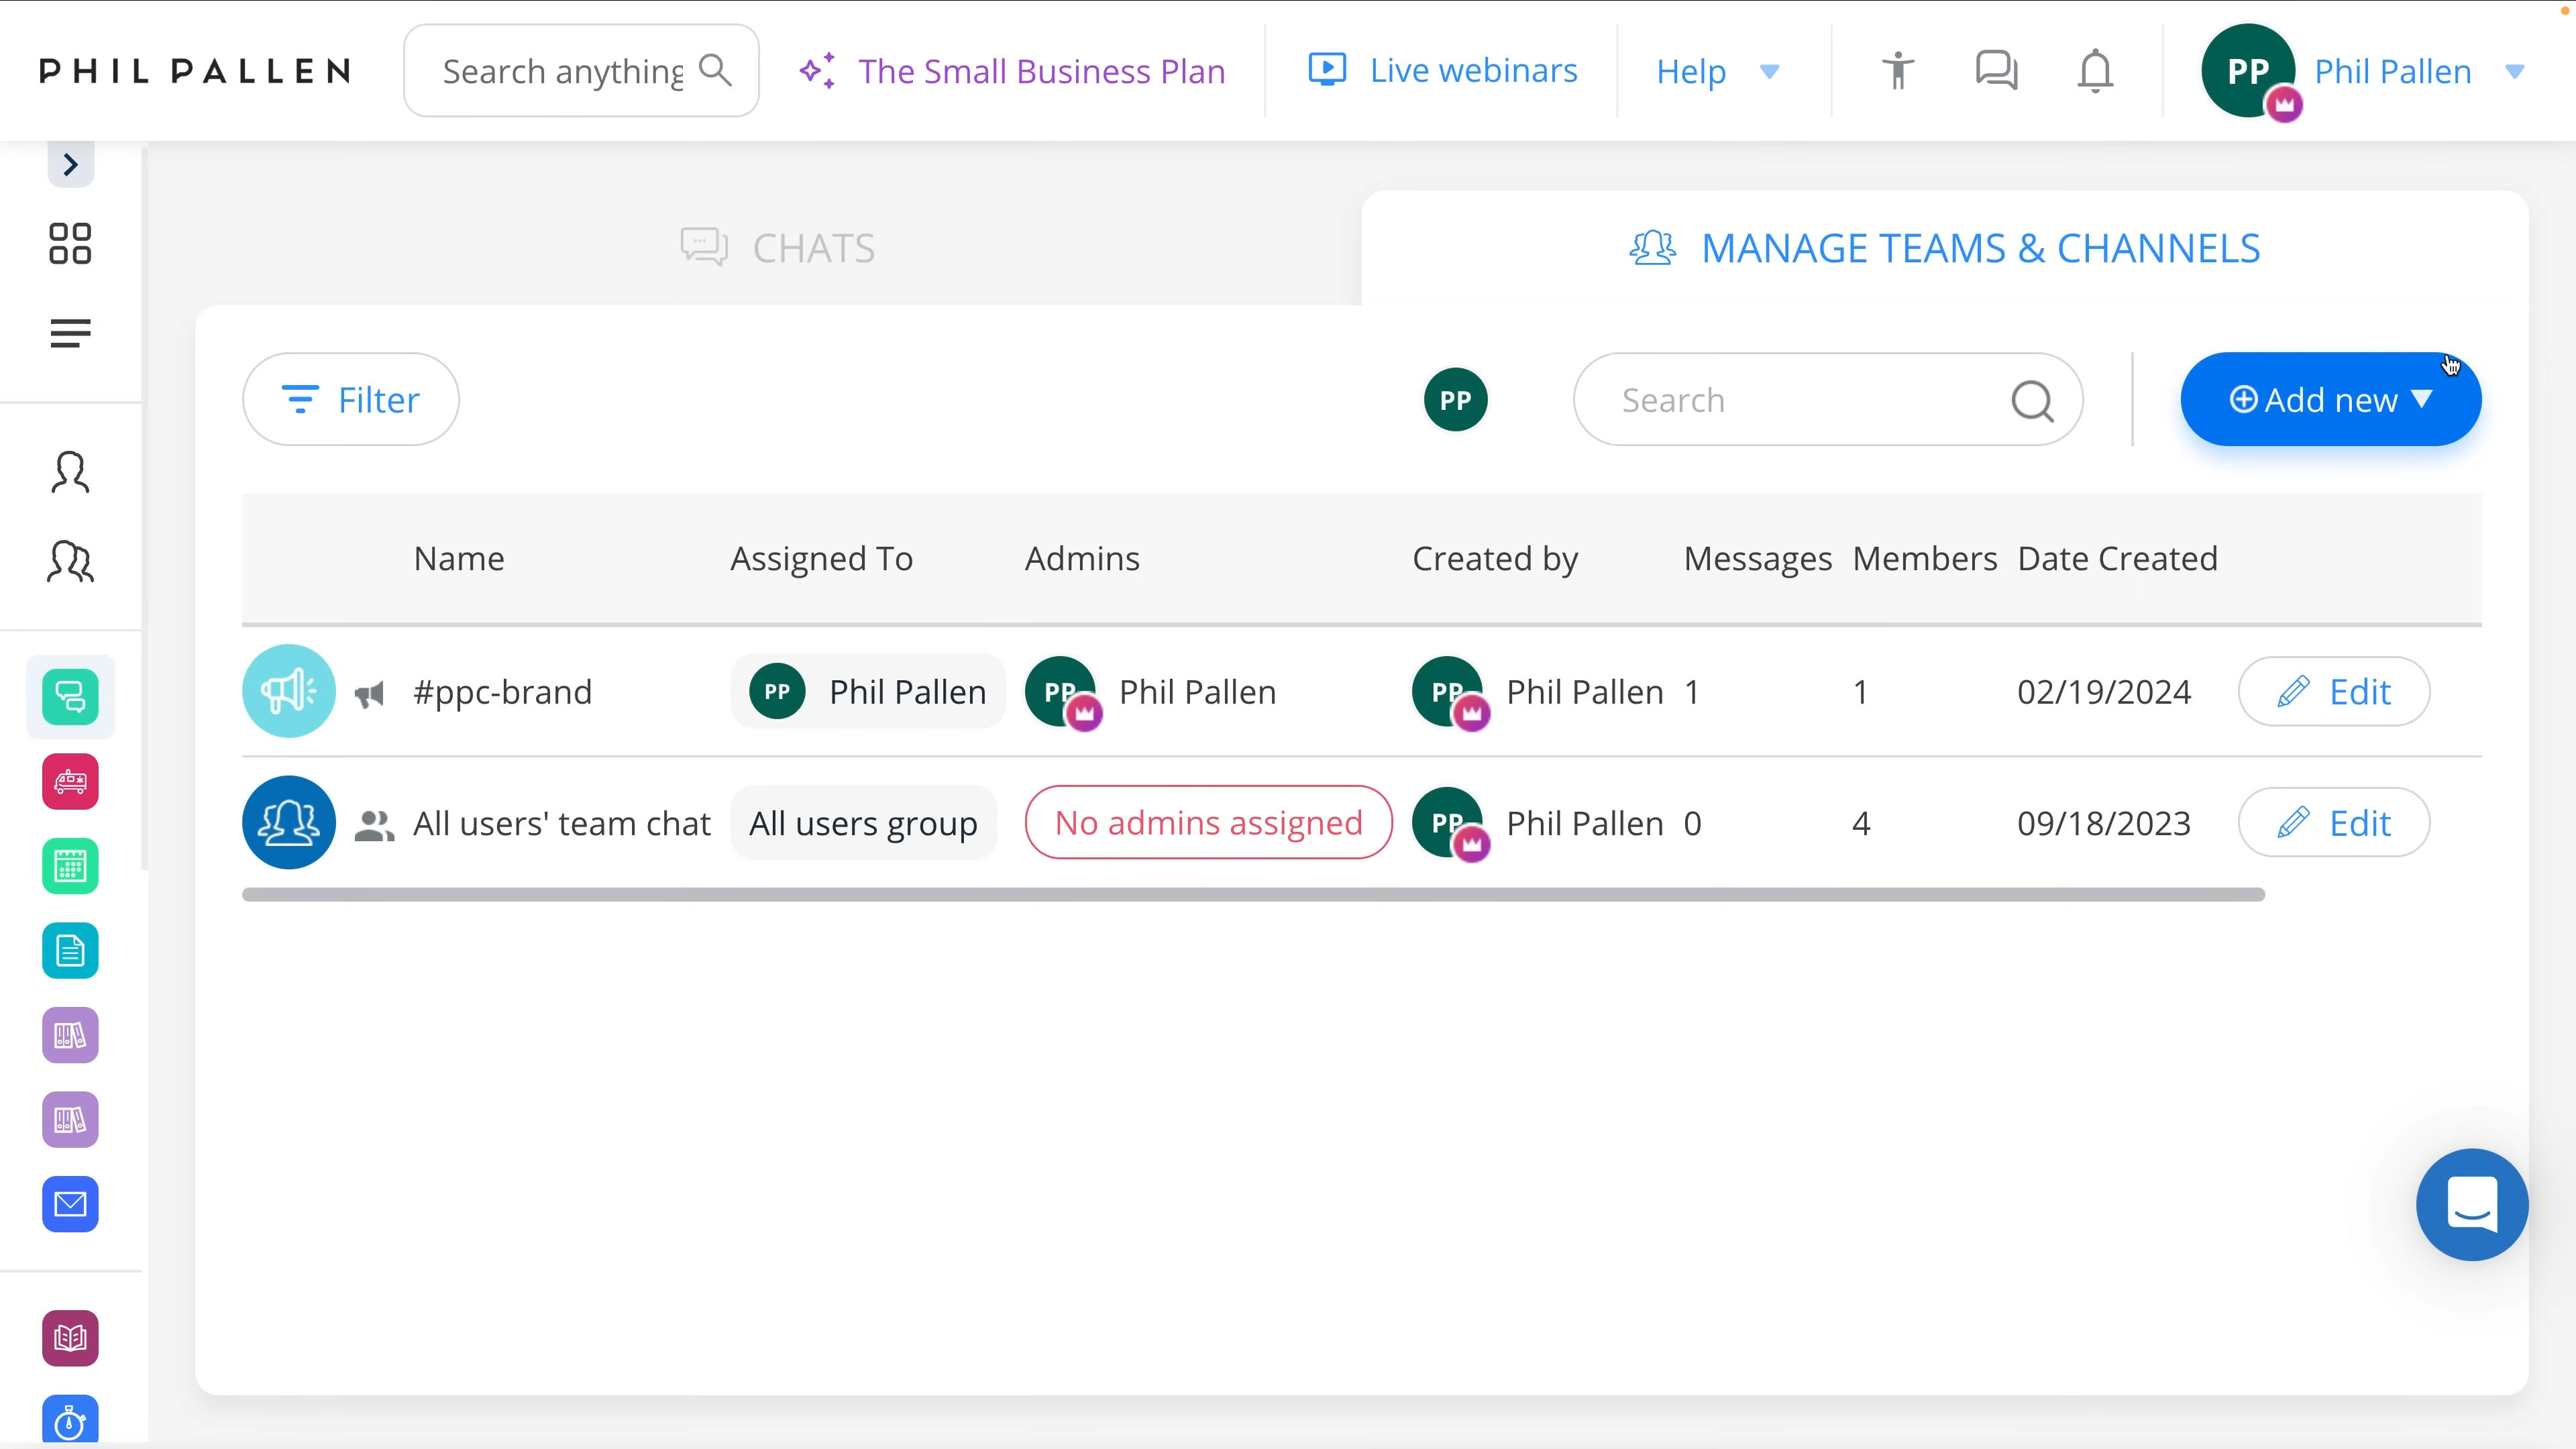 PHIL PALLEN
Search anything
The Small Business Plan
Live webinars
Help
PP
Phil Pallen
CHATS
MANAGE TEAMS & CHANNELS
Filter
PP
Search
Add new
Name Assigned To Admins Created by Messages Members Date Created
#ppc-brand PP Phil Pallen PP Phil Pallen PP Phil Pallen 1 1 02/19/2024 Edit
All users' team chat All users group No admins assigned PP Phil Pallen 0 4 09/18/2023 Edit